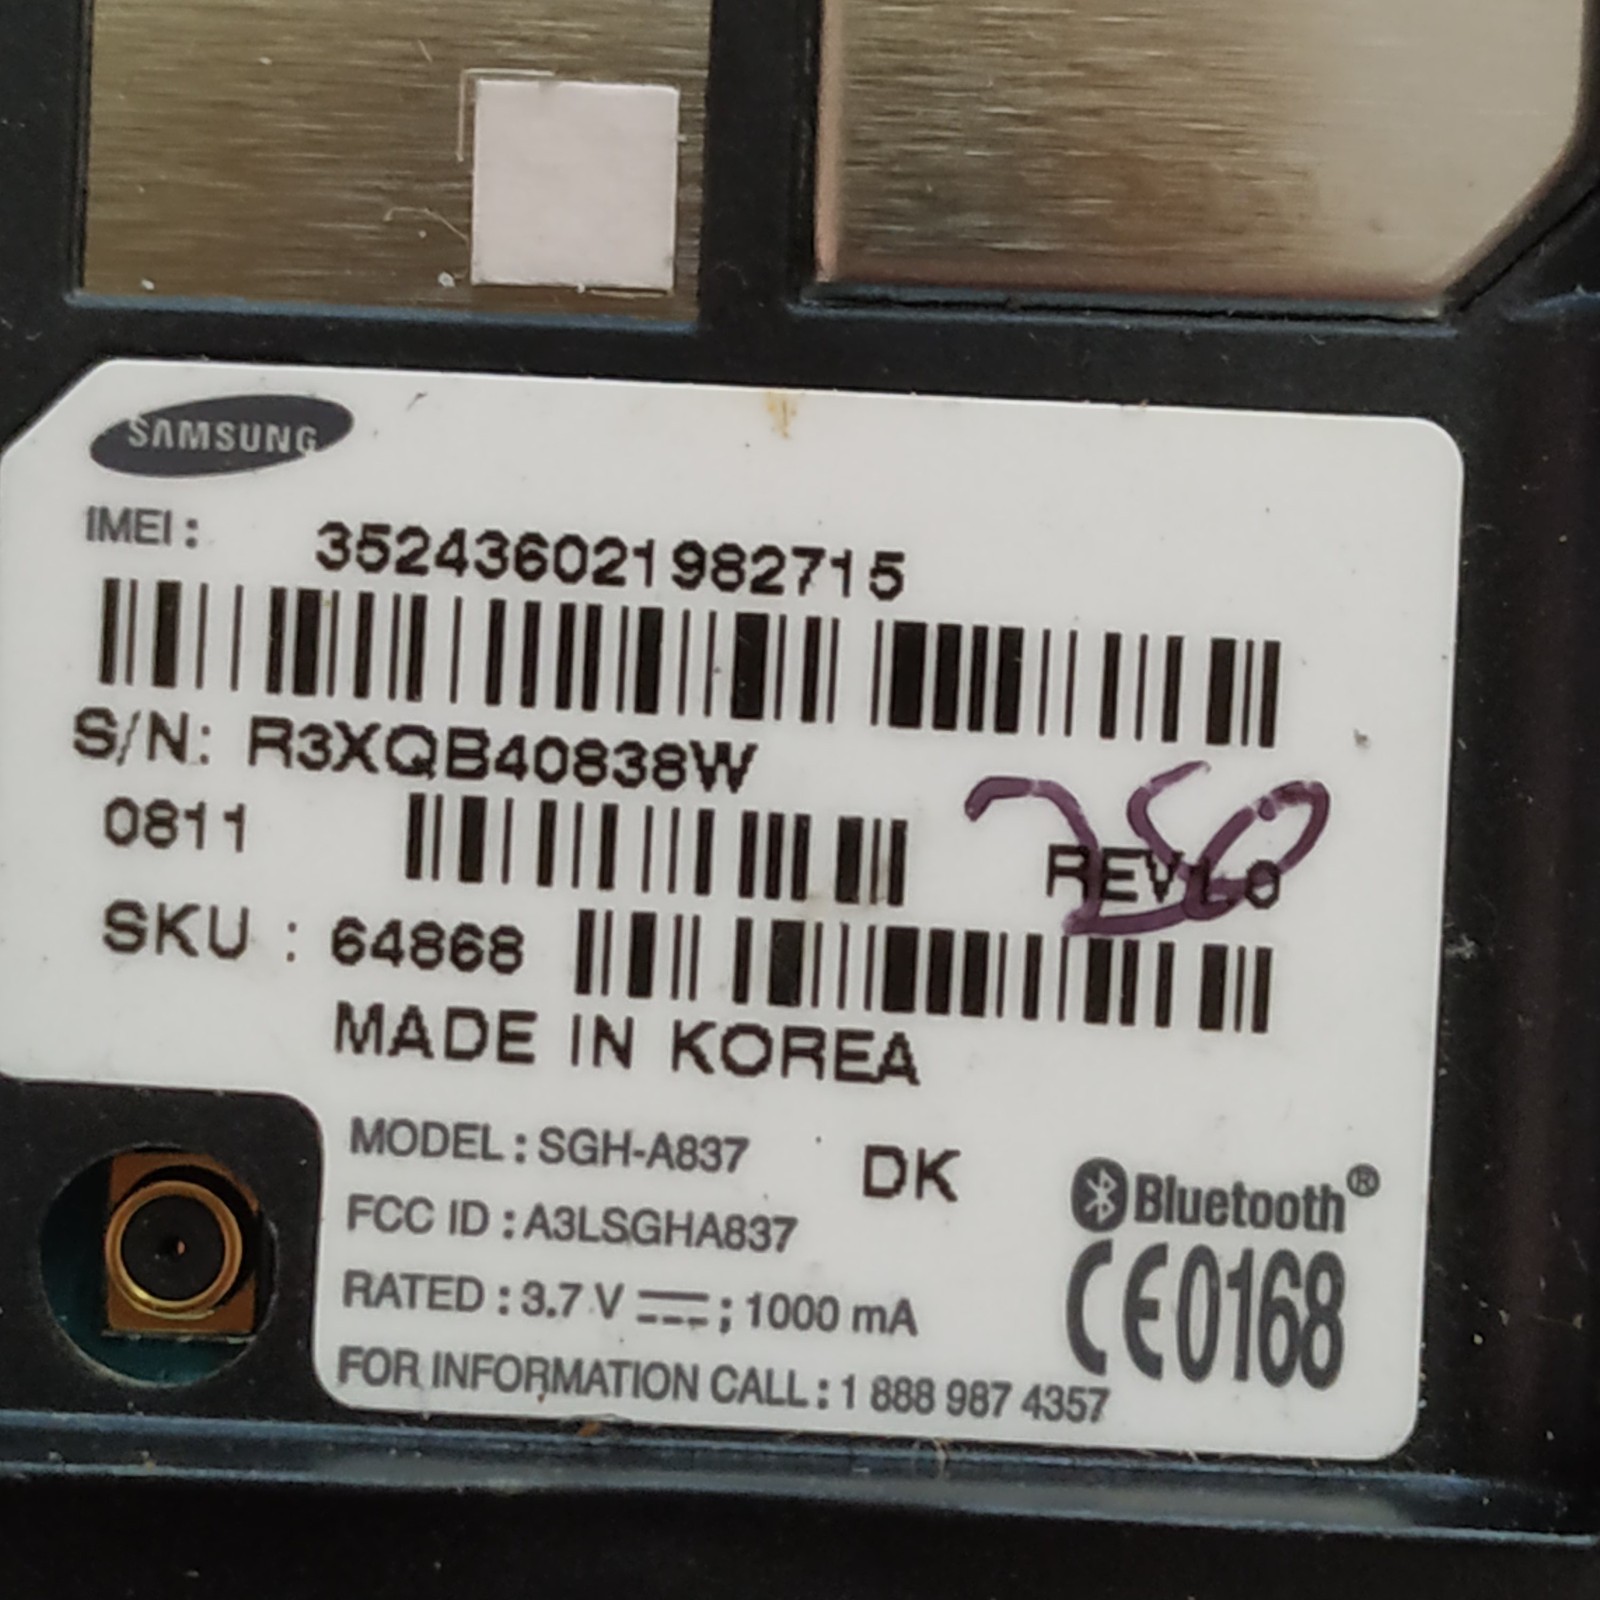 SAMSUNG
IMEI : 352436021982715
S/N: R3XQB40838W
0811
250
REV1.0
SKU : 64868
MADE IN KOREA
MODEL : SGH-A837 DK
FCC ID : A3LSGHA837
Bluetooth®
RATED : 3.7 V ⎓ ; 1000 mA
CE0168
FOR INFORMATION CALL : 1 888 987 4357